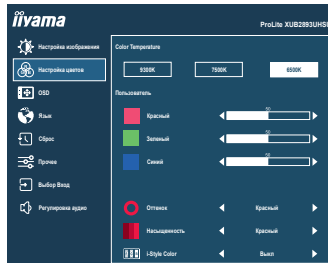 iiyama
ProLite XUB2893UHSU
Настройка изображения
Настройка цветов
OSD
Язык
Сброс
Прочее
Выбор Вход
Регулировка аудио
Color Temperature
9300K
7500K
6500K
Пользователь
Красный
50
Зеленый
50
Синий
50
Оттенок
Красный
Насыщенность
Красный
i-Style Color
Выкл